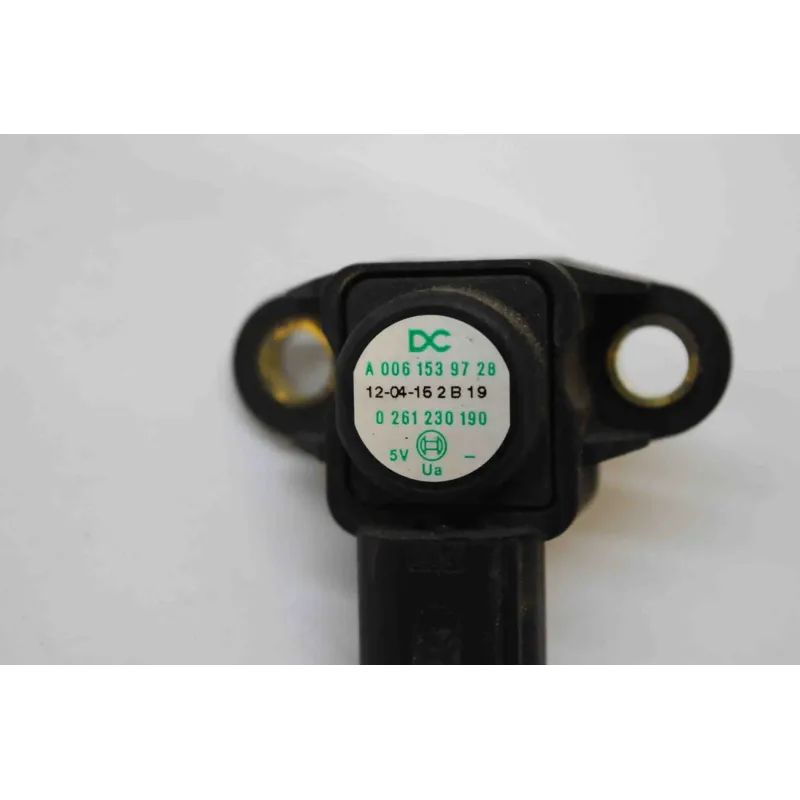 DC
A 006 153 97 28
12-04-15 2 B 19
0 261 230 190
5V –
Ua